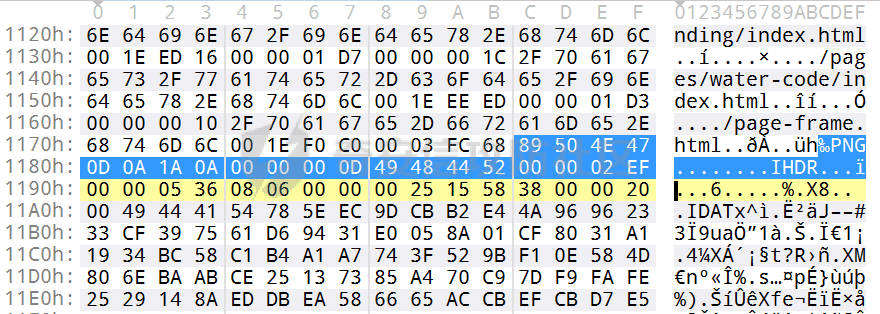 0 1 2 3 4 5 6 7 8 9 A B C D E F 0123456789ABCDEF
1120h: 6E 64 69 6E 67 2F 69 6E 64 65 78 2E 68 74 6D 6C nding/index.html
1130h: 00 1E ED 16 00 00 01 D7 00 00 00 1C 2F 70 61 67 ..í....×..../pag
1140h: 65 73 2F 77 61 74 65 72 2D 63 6F 64 65 2F 69 6E es/water-code/in
1150h: 64 65 78 2E 68 74 6D 6C 00 1E EE ED 00 00 01 D3 dex.html..îí...Ó
1160h: 00 00 00 10 2F 70 61 67 65 2D 66 72 61 6D 65 2E ..../page-frame.
1170h: 68 74 6D 6C 00 1E F0 C0 00 03 FC 68 89 50 4E 47 html..ðÀ..üh‰PNG
1180h: 0D 0A 1A 0A 00 00 00 0D 49 48 44 52 00 00 02 EF ........IHDR...ï
1190h: 00 00 05 36 08 06 00 00 00 25 15 58 38 00 00 20 ...6.....%.X8..
11A0h: 00 49 44 41 54 78 5E EC 9D CB B2 E4 4A 96 96 23 .IDATx^ì.Ë²äJ––#
11B0h: 33 CF 39 75 61 D6 94 31 E0 05 8A 01 CF 80 31 A1 3Ï9uaÖ”1à.Š.Ï€1¡
11C0h: 19 34 BC 58 C1 B4 A1 A7 74 3F 52 9B F1 0E 58 4D .4¼XÁ´¡§t?R›ñ.XM
11D0h: 80 6E BA AB CE 25 13 73 85 A4 70 C9 7D F9 FA FE €nº«Î%.s…¤pÉ}ùúþ
11E0h: 25 29 14 8A ED DB EA 58 66 65 AC CB EF CB D7 E5 %).ŠíÛêXfe¬ËïË×å